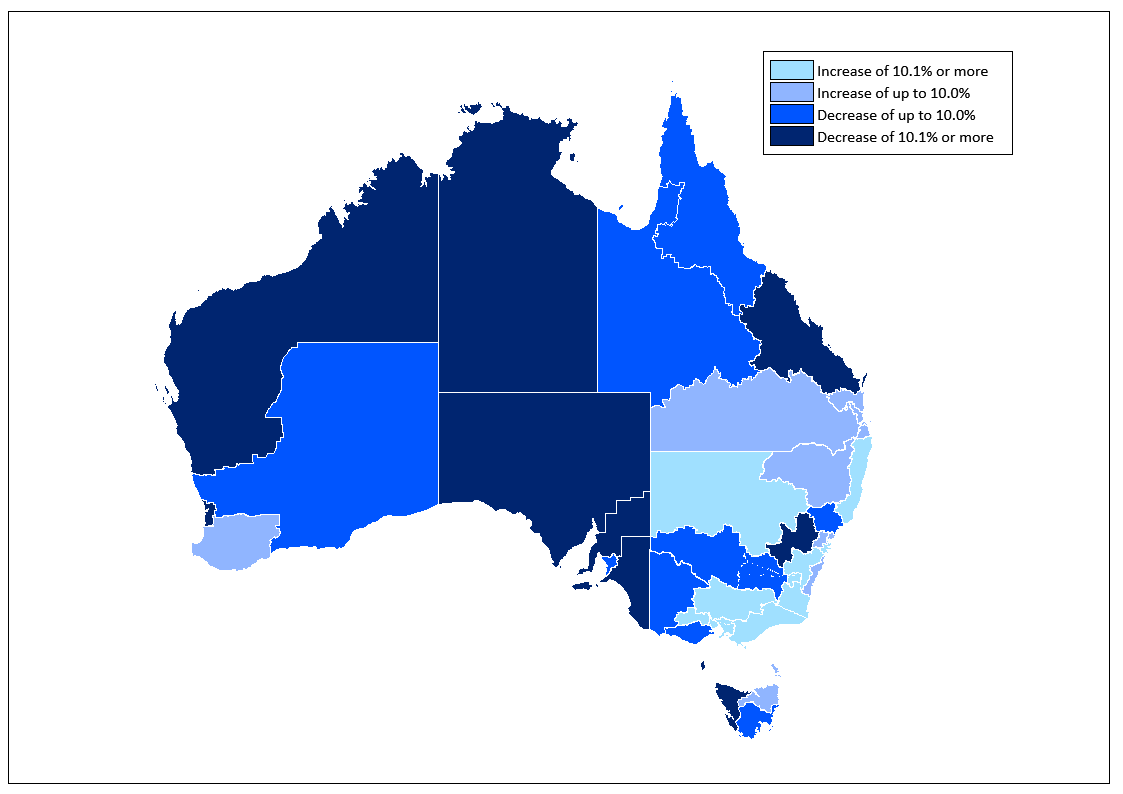 Increase of 10.1% or more
Increase of up to 10.0%
Decrease of up to 10.0%
Decrease of 10.1% or more